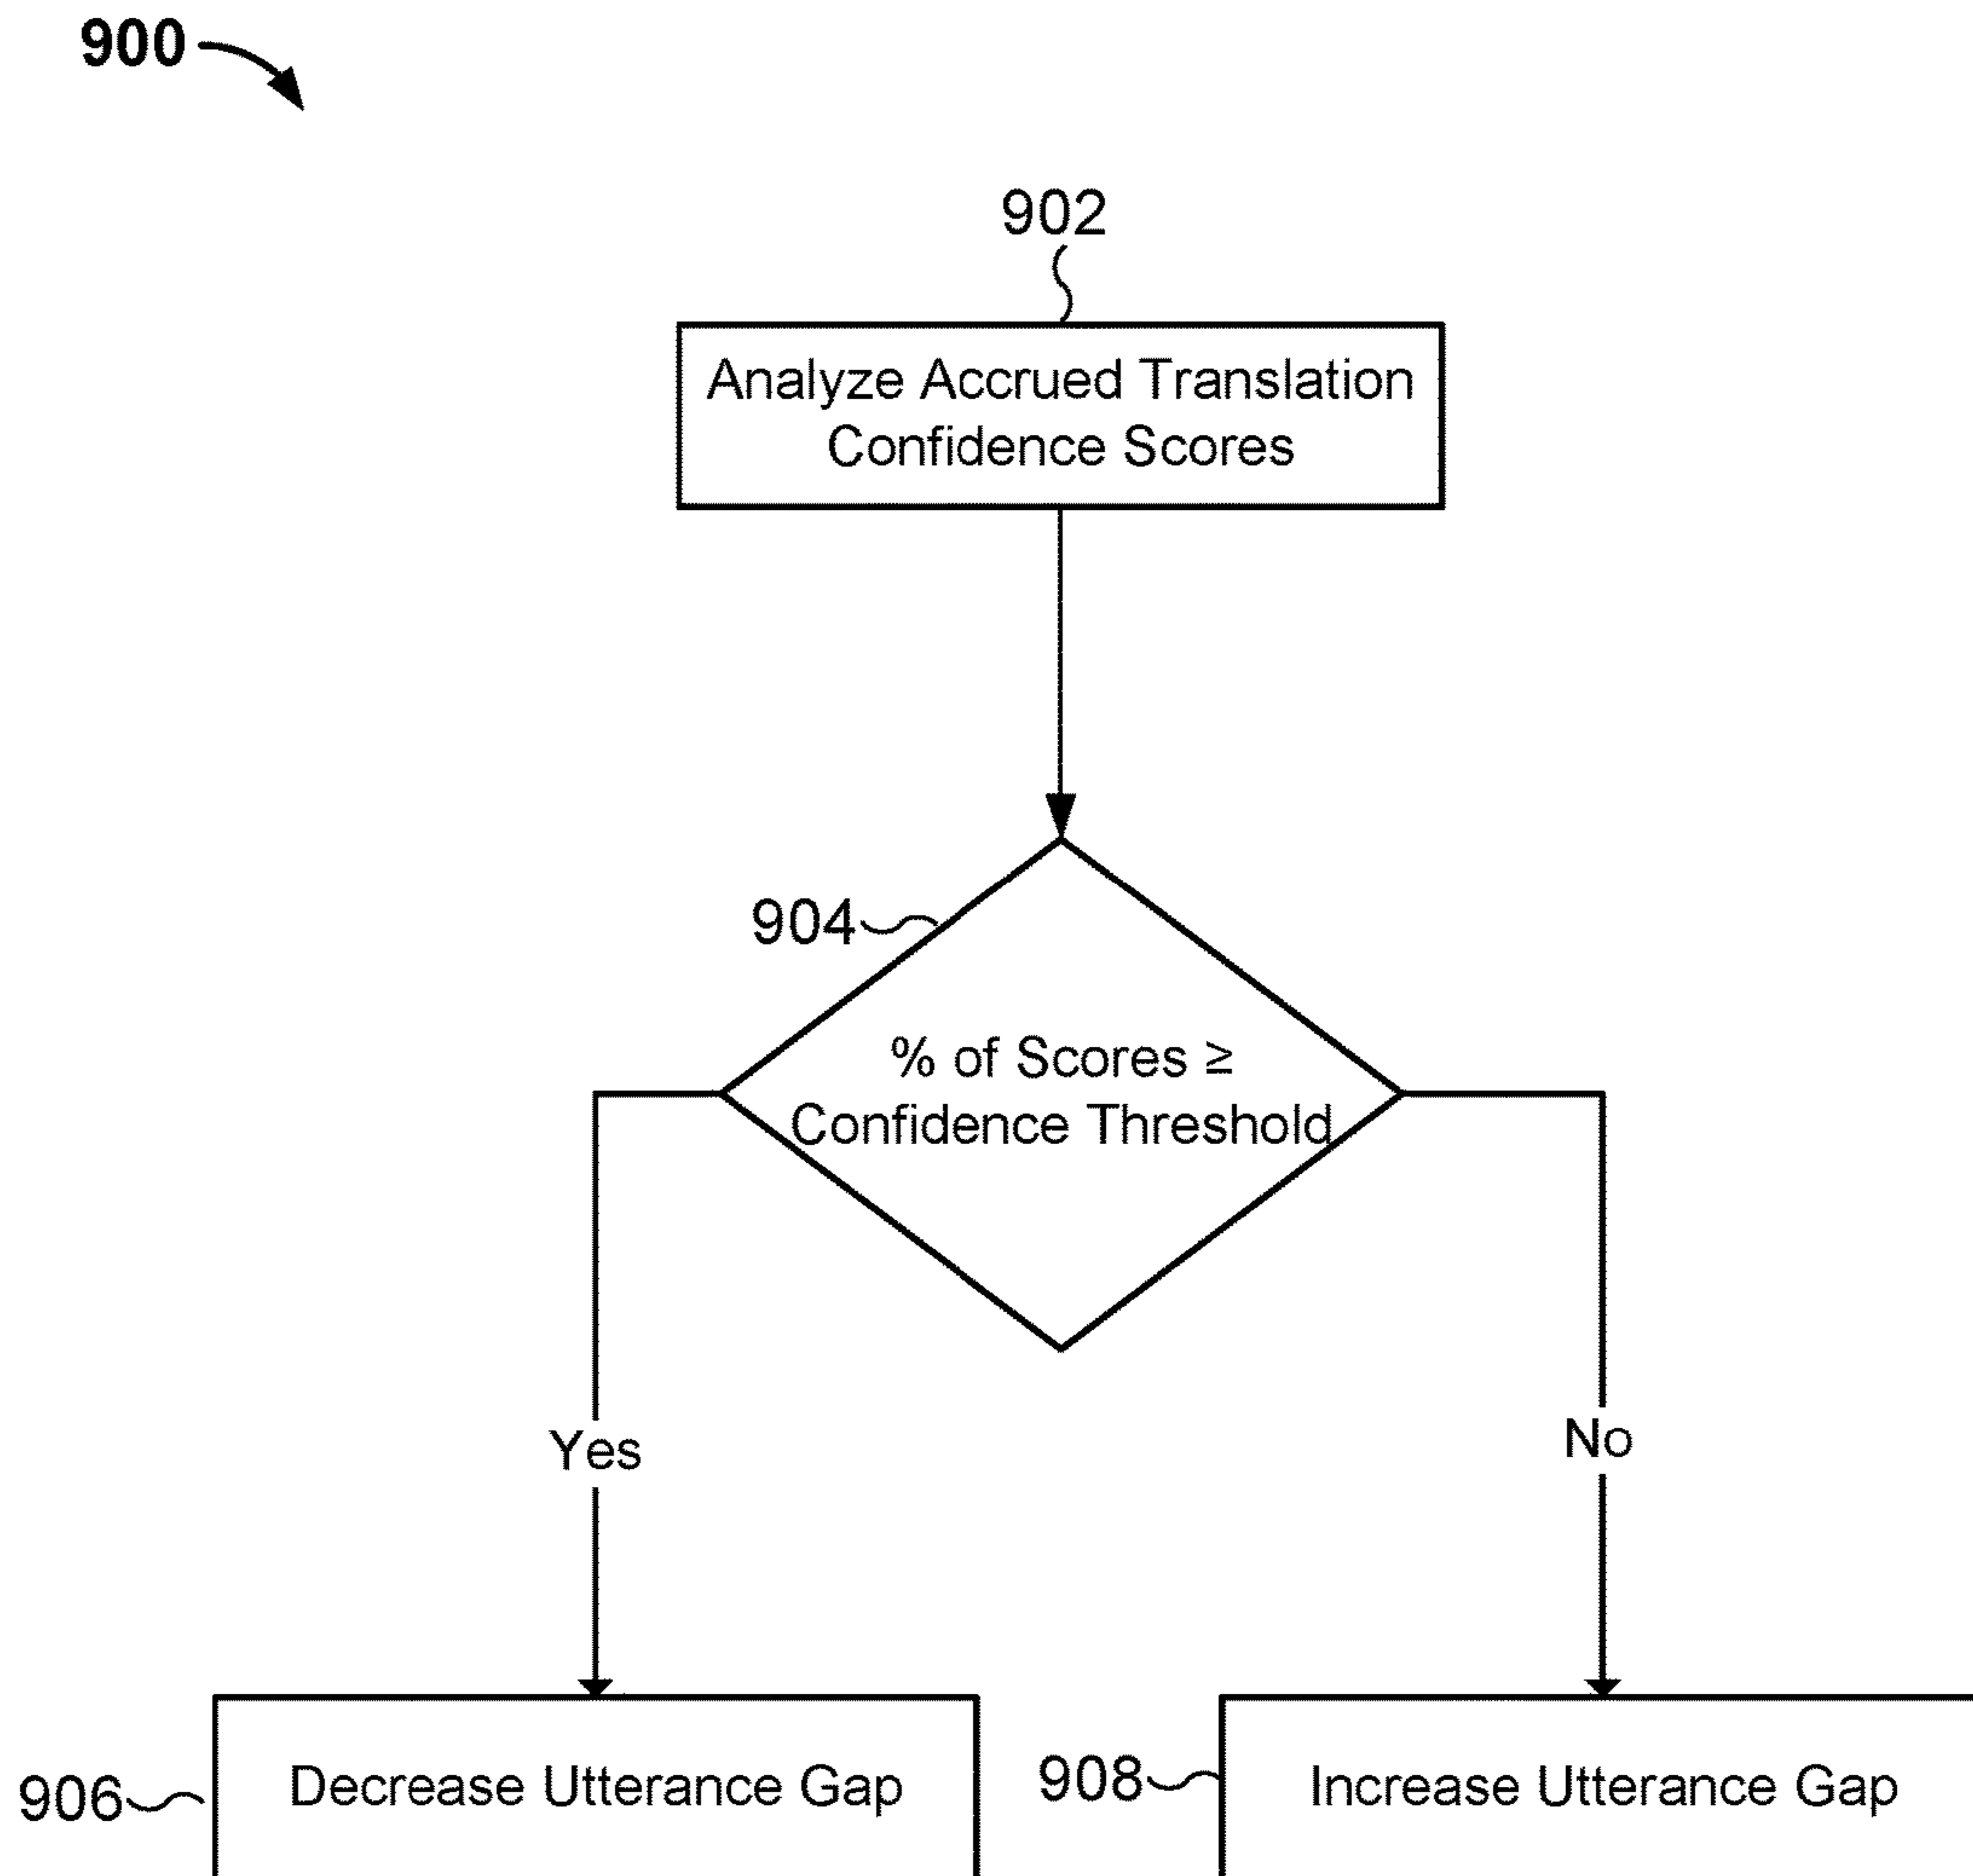 900
902
Analyze Accrued Translation
Confidence Scores
904
% of Scores ≥
Confidence Threshold
Yes
No
906
Decrease Utterance Gap
908
Increase Utterance Gap